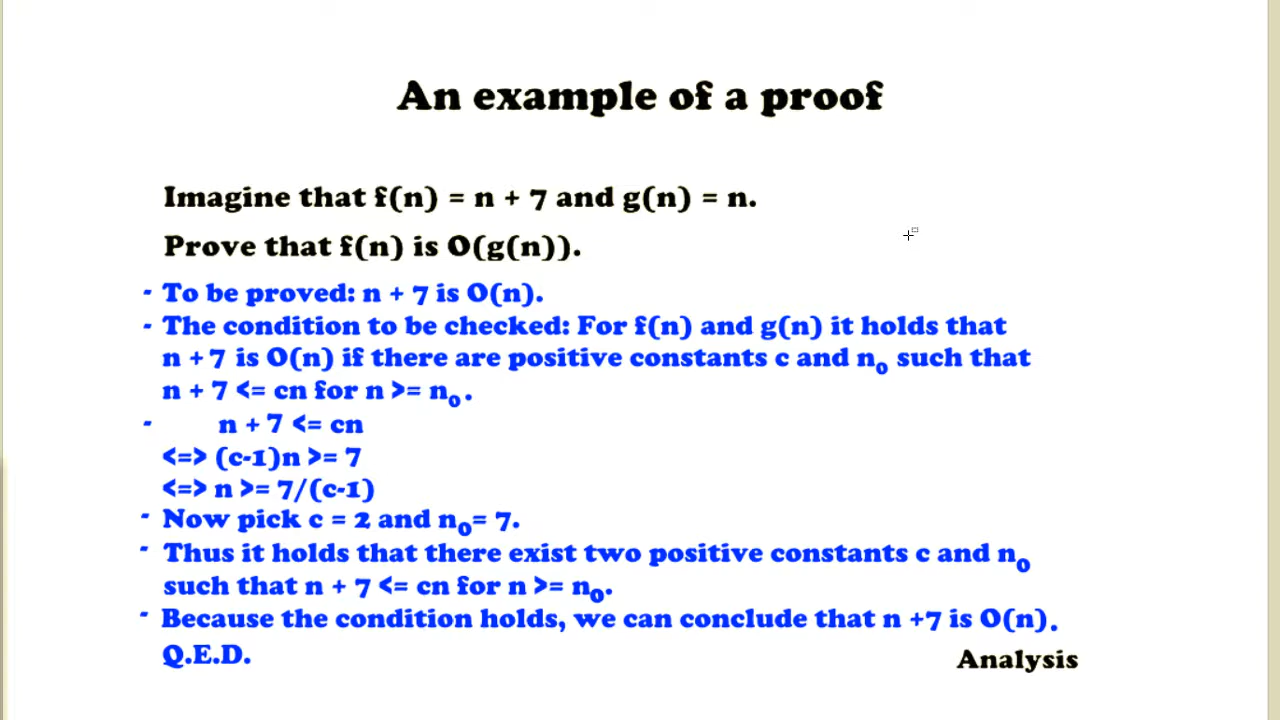 An example of a proof
Imagine that f(n) = n + 7 and g(n) = n.
Prove that f(n) is O(g(n)).
- To be proved: n + 7 is O(n).
- The condition to be checked: For f(n) and g(n) it holds that
n + 7 is O(n) if there are positive constants c and n₀ such that
n + 7 <= cn for n >= n₀.
- n + 7 <= cn
<=> (c-1)n >= 7
<=> n >= 7/(c-1)
- Now pick c = 2 and n₀= 7.
- Thus it holds that there exist two positive constants c and n₀
such that n + 7 <= cn for n >= n₀.
- Because the condition holds, we can conclude that n +7 is O(n).
Q.E.D.
Analysis